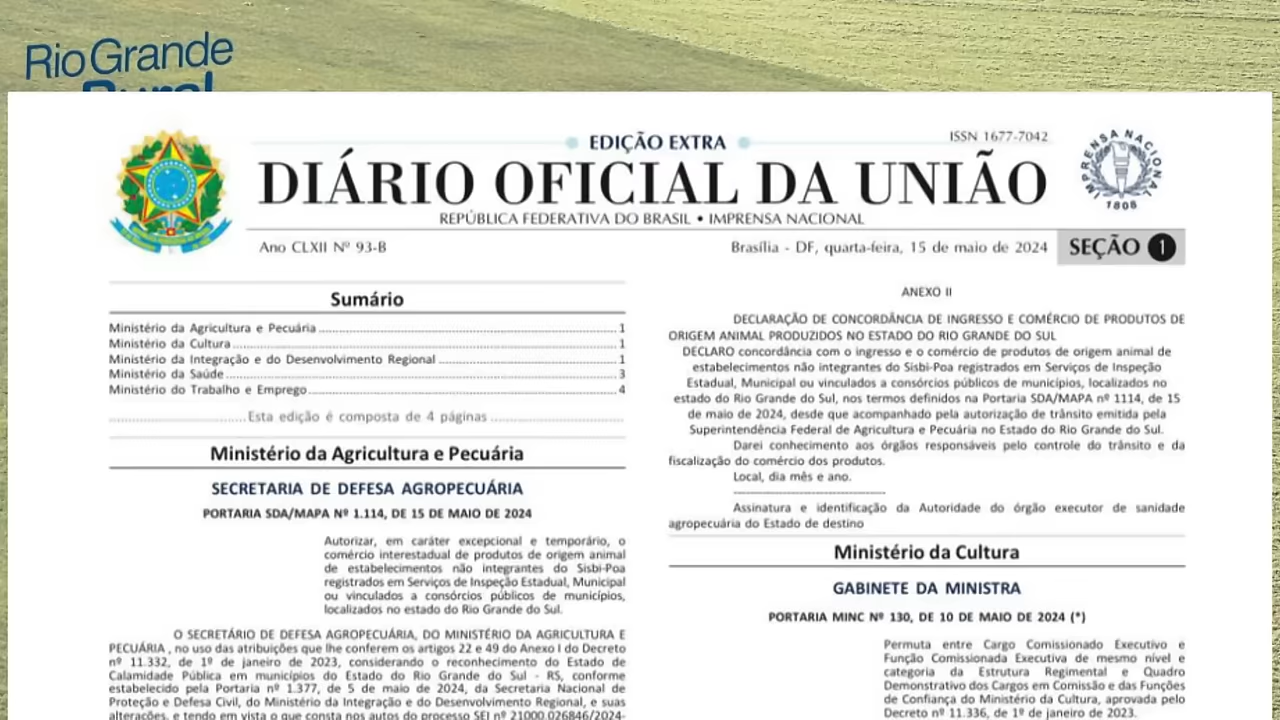 Rio Grande
Rural
EDIÇÃO EXTRA
ISSN 1677-7042
DIÁRIO OFICIAL DA UNIÃO
REPÚBLICA FEDERATIVA DO BRASIL • IMPRENSA NACIONAL
IMPRENSA NACIONAL
1808
Ano CLXII Nº 93-B
Brasília - DF, quarta-feira, 15 de maio de 2024
SEÇÃO 1
Sumário
Ministério da Agricultura e Pecuária 1
Ministério da Cultura 1
Ministério da Integração e do Desenvolvimento Regional 1
Ministério da Saúde 3
Ministério do Trabalho e Emprego 4
Esta edição é composta de 4 páginas
Ministério da Agricultura e Pecuária
SECRETARIA DE DEFESA AGROPECUÁRIA
PORTARIA SDA/MAPA Nº 1.114, DE 15 DE MAIO DE 2024
Autorizar, em caráter excepcional e temporário, o
comércio interestadual de produtos de origem animal
de estabelecimentos não integrantes do Sisbi-Poa
registrados em Serviços de Inspeção Estadual, Municipal
ou vinculados a consórcios públicos de municípios,
localizados no estado do Rio Grande do Sul.
O SECRETÁRIO DE DEFESA AGROPECUÁRIA, DO MINISTÉRIO DA AGRICULTURA E
PECUÁRIA , no uso das atribuições que lhe conferem os artigos 22 e 49 do Anexo I do Decreto
nº 11.332, de 1º de janeiro de 2023, considerando o reconhecimento do Estado de
Calamidade Pública em municípios do Estado do Rio Grande do Sul - RS, conforme
estabelecido pela Portaria nº 1.377, de 5 de maio de 2024, da Secretaria Nacional de
Proteção e Defesa Civil, do Ministério da Integração e do Desenvolvimento Regional, e suas
alterações, e tendo em vista o que consta nos autos do processo SEI nº 21000.026846/2024-
ANEXO II
DECLARAÇÃO DE CONCORDÂNCIA DE INGRESSO E COMÉRCIO DE PRODUTOS DE
ORIGEM ANIMAL PRODUZIDOS NO ESTADO DO RIO GRANDE DO SUL
DECLARO concordância com o ingresso e o comércio de produtos de origem animal de
estabelecimentos não integrantes do Sisbi-Poa registrados em Serviços de Inspeção
Estadual, Municipal ou vinculados a consórcios públicos de municípios, localizados no
estado do Rio Grande do Sul, nos termos definidos na Portaria SDA/MAPA nº 1114, de 15
de maio de 2024, desde que acompanhado pela autorização de trânsito emitida pela
Superintendência Federal de Agricultura e Pecuária no Estado do Rio Grande do Sul.
Darei conhecimento aos órgãos responsáveis pelo controle do trânsito e da
fiscalização do comércio dos produtos.
Local, dia mês e ano.
Assinatura e identificação da Autoridade do órgão executor de sanidade
agropecuária do Estado de destino
Ministério da Cultura
GABINETE DA MINISTRA
PORTARIA MINC Nº 130, DE 10 DE MAIO DE 2024 (*)
Permuta entre Cargo Comissionado Executivo e
Função Comissionada Executiva de mesmo nível e
categoria da Estrutura Regimental e Quadro
Demonstrativo dos Cargos em Comissão e das Funções
de Confiança do Ministério da Cultura, aprovada pelo
Decreto nº 11.336, de 1º de janeiro de 2023.